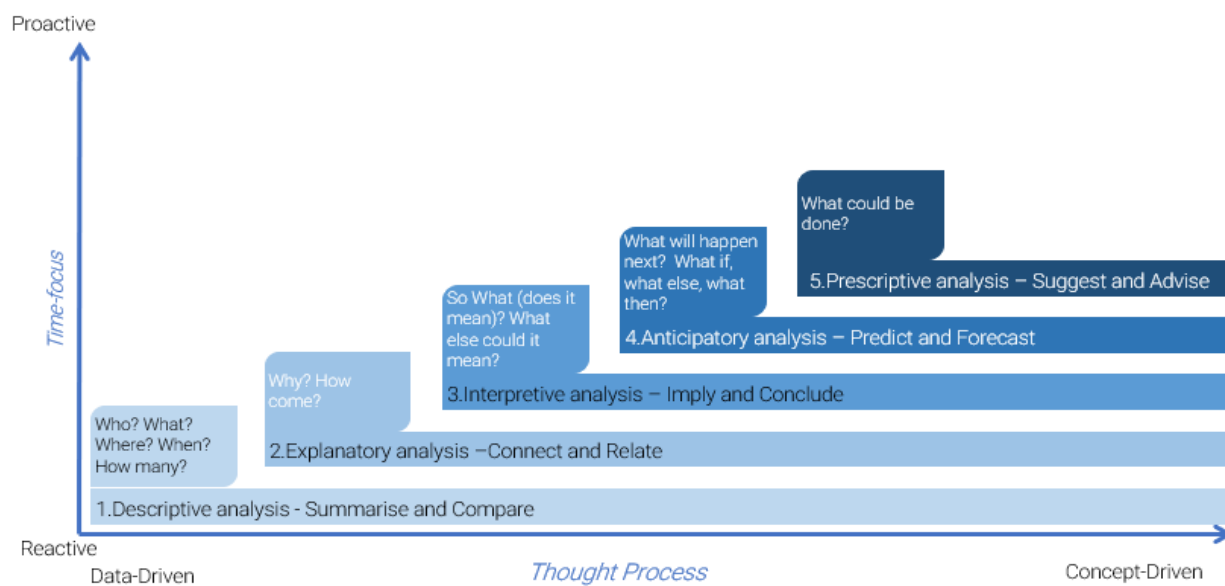 Proactive
Time-focus
What could be
done?
5.Prescriptive analysis – Suggest and Advise
What will happen
next?  What if,
what else, what
then?
4.Anticipatory analysis – Predict and Forecast
So What (does it
mean)? What
else could it
mean?
3.Interpretive analysis – Imply and Conclude
Why? How
come?
2.Explanatory analysis –Connect and Relate
Who? What?
Where? When?
How many?
1.Descriptive analysis - Summarise and Compare
Reactive
Data-Driven
Thought Process
Concept-Driven